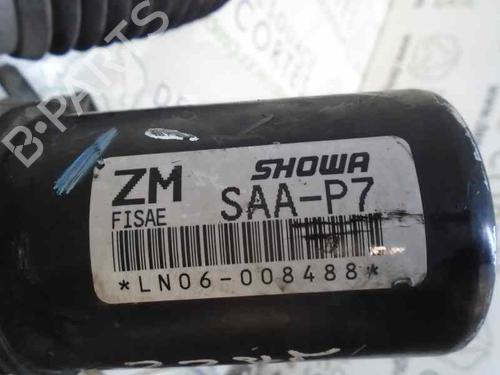 ZM SHOWA
FISAE SAA-P7
*LN06-008488*
B-PARTS